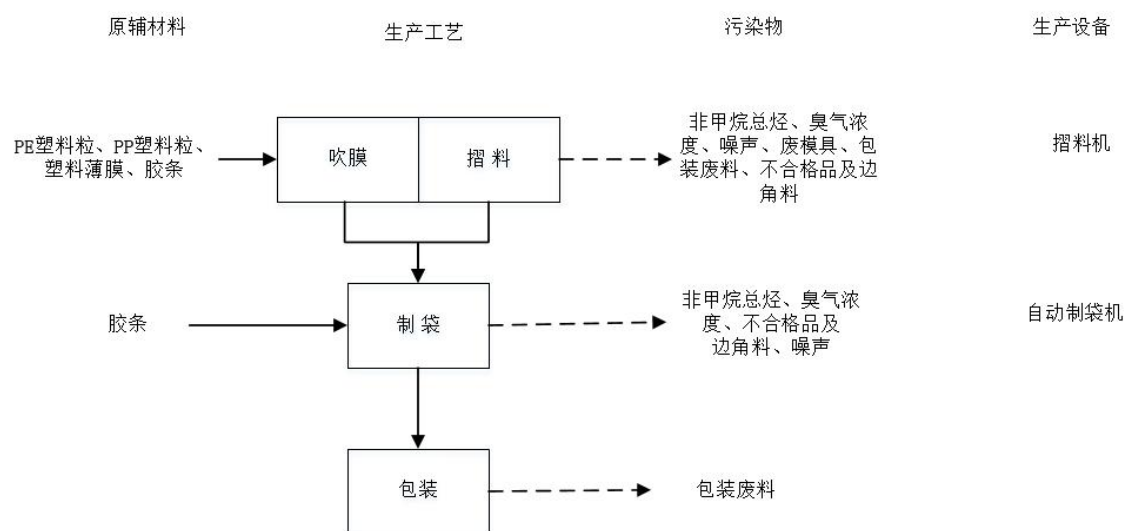 原辅材料
生产工艺
污染物
生产设备
PE塑料粒、PP塑料粒、
塑料薄膜、胶条
吹膜
摺 料
非甲烷总烃、臭气浓
度、噪声、废模具、包
装废料、不合格品及边
角料
摺料机
胶条
制 袋
非甲烷总烃、臭气浓
度、不合格品及
边角料、噪声
自动制袋机
包装
包装废料